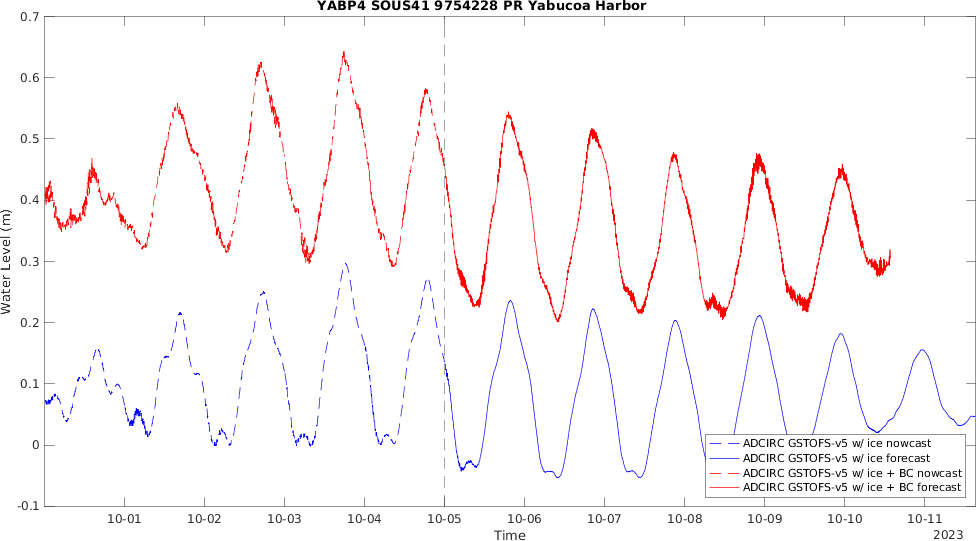 YABP4 SOUS41 9754228 PR Yabucoa Harbor
Water Level (m)
0.7
0.6
0.5
0.4
0.3
0.2
0.1
0
-0.1
ADCIRC GSTOFS-v5 w/ ice nowcast
ADCIRC GSTOFS-v5 w/ ice forecast
ADCIRC GSTOFS-v5 w/ ice + BC nowcast
ADCIRC GSTOFS-v5 w/ ice + BC forecast
10-01 10-02 10-03 10-04 10-05 10-06 10-07 10-08 10-09 10-10 10-11
Time
2023